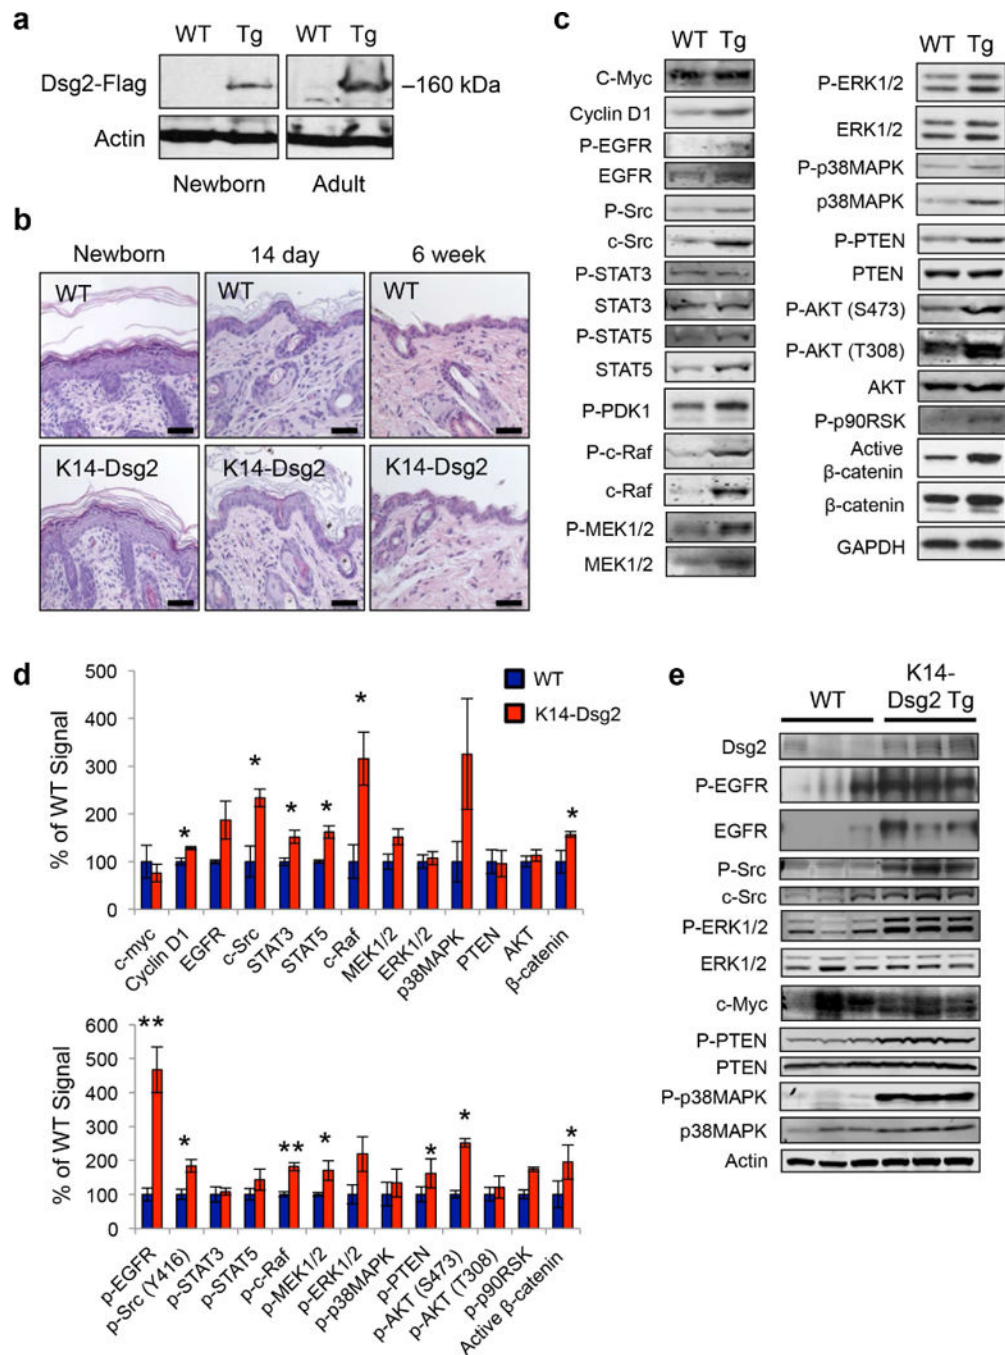 a
WT Tg WT Tg
Dsg2-Flag
–160 kDa
Actin
Newborn Adult
b
Newborn 14 day 6 week
WT WT WT
K14-Dsg2 K14-Dsg2 K14-Dsg2
c
WT Tg
C-Myc
Cyclin D1
P-EGFR
EGFR
P-Src
c-Src
P-STAT3
STAT3
P-STAT5
STAT5
P-PDK1
P-c-Raf
c-Raf
P-MEK1/2
MEK1/2
WT Tg
P-ERK1/2
ERK1/2
P-p38MAPK
p38MAPK
P-PTEN
PTEN
P-AKT (S473)
P-AKT (T308)
AKT
P-p90RSK
Active
β-catenin
β-catenin
GAPDH
d
% of WT Signal
500
400
300
200
100
0
WT
K14-Dsg2
* * * * * *
c-myc
Cyclin D1
EGFR
c-Src
STAT3
STAT5
c-Raf
MEK1/2
ERK1/2
p38MAPK
PTEN
AKT
β-catenin
% of WT Signal
600
500
400
300
200
100
0
** * ** * * * *
p-EGFR
p-Src (Y416)
p-STAT3
p-STAT5
p-c-Raf
p-MEK1/2
p-ERK1/2
p-p38MAPK
p-PTEN
p-AKT (S473)
p-AKT (T308)
p-p90RSK
Active β-catenin
e
WT
K14-
Dsg2 Tg
Dsg2
P-EGFR
EGFR
P-Src
c-Src
P-ERK1/2
ERK1/2
c-Myc
P-PTEN
PTEN
P-p38MAPK
p38MAPK
Actin